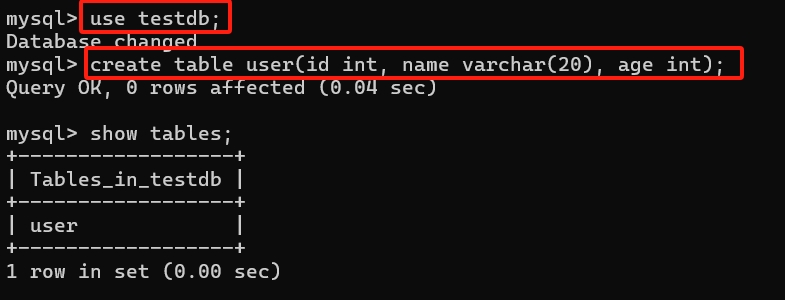 mysql> use testdb;
Database changed
mysql> create table user(id int, name varchar(20), age int);
Query OK, 0 rows affected (0.04 sec)
mysql> show tables;
+------------------+
| Tables_in_testdb |
+------------------+
| user             |
+------------------+
1 row in set (0.00 sec)